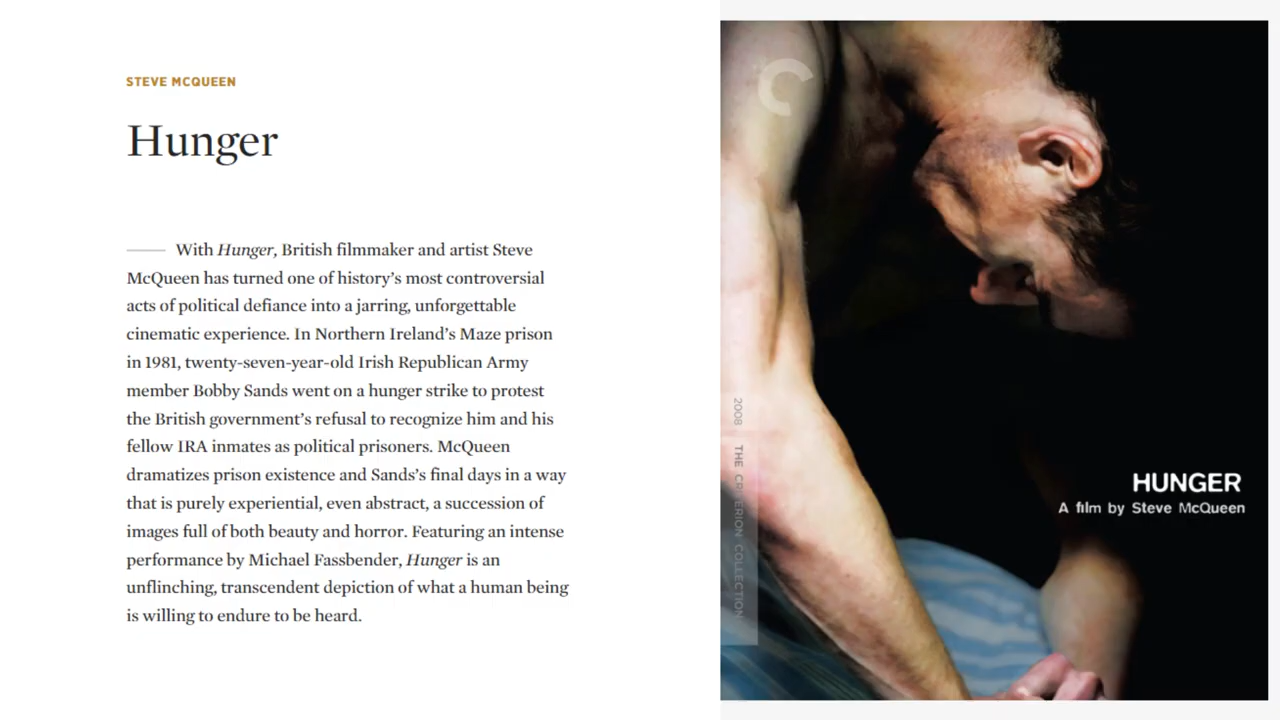 STEVE MCQUEEN
Hunger
With Hunger, British filmmaker and artist Steve
McQueen has turned one of history’s most controversial
acts of political defiance into a jarring, unforgettable
cinematic experience. In Northern Ireland’s Maze prison
in 1981, twenty-seven-year-old Irish Republican Army
member Bobby Sands went on a hunger strike to protest
the British government’s refusal to recognize him and his
fellow IRA inmates as political prisoners. McQueen
dramatizes prison existence and Sands’s final days in a way
that is purely experiential, even abstract, a succession of
images full of both beauty and horror. Featuring an intense
performance by Michael Fassbender, Hunger is an
unflinching, transcendent depiction of what a human being
is willing to endure to be heard.
2008 THE CRITERION COLLECTION
HUNGER
A film by Steve McQueen